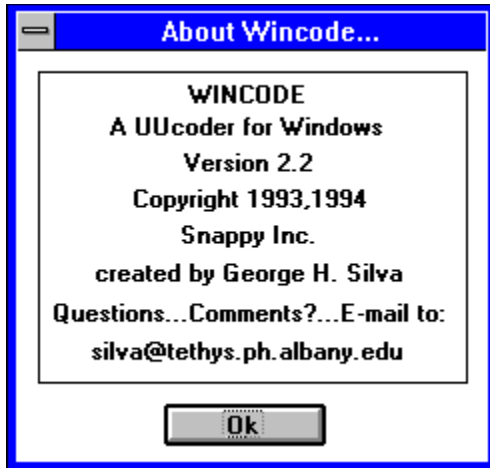 About Wincode...
WINCODE
A UUcoder for Windows
Version 2.2
Copyright 1993,1994
Snappy Inc.
created by George H. Silva
Questions...Comments?...E-mail to:
silva@tethys.ph.albany.edu
Ok